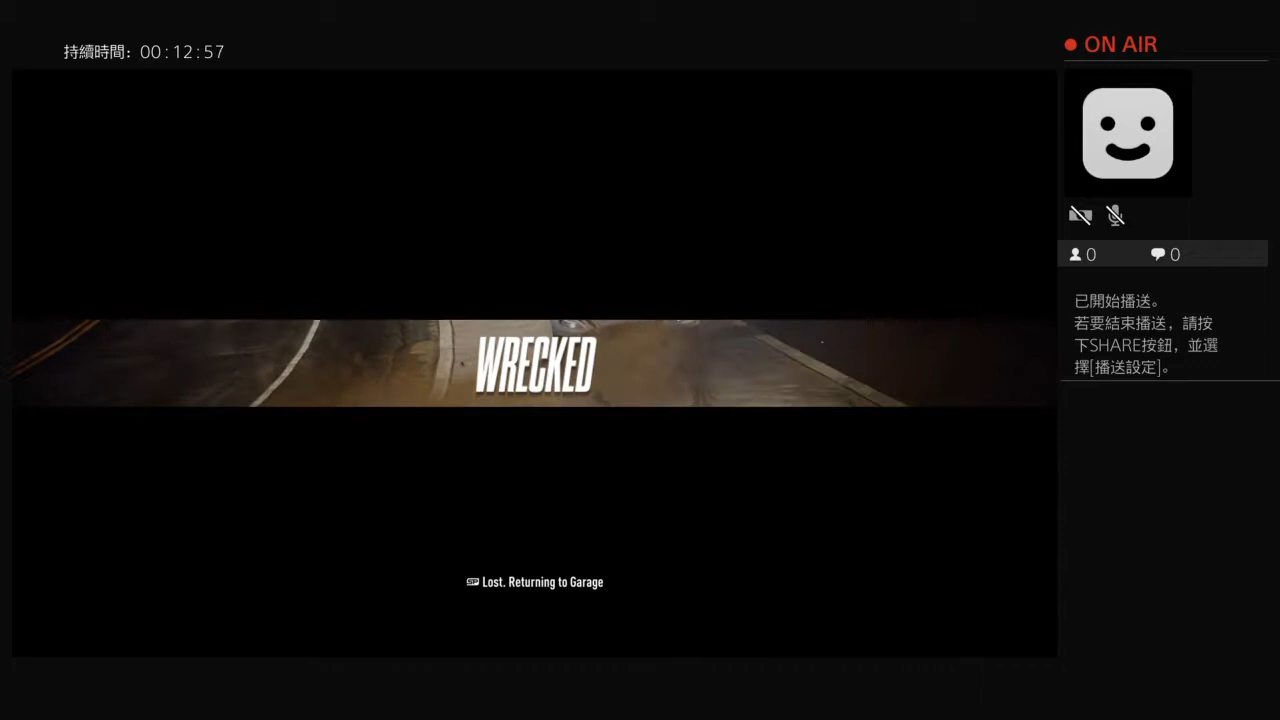 持續時間： 00:12:57
ON AIR
0 0
已開始播送。
若要結束播送，請按
下SHARE按鈕，並選
擇[播送設定]。
WRECKED
SP Lost. Returning to Garage